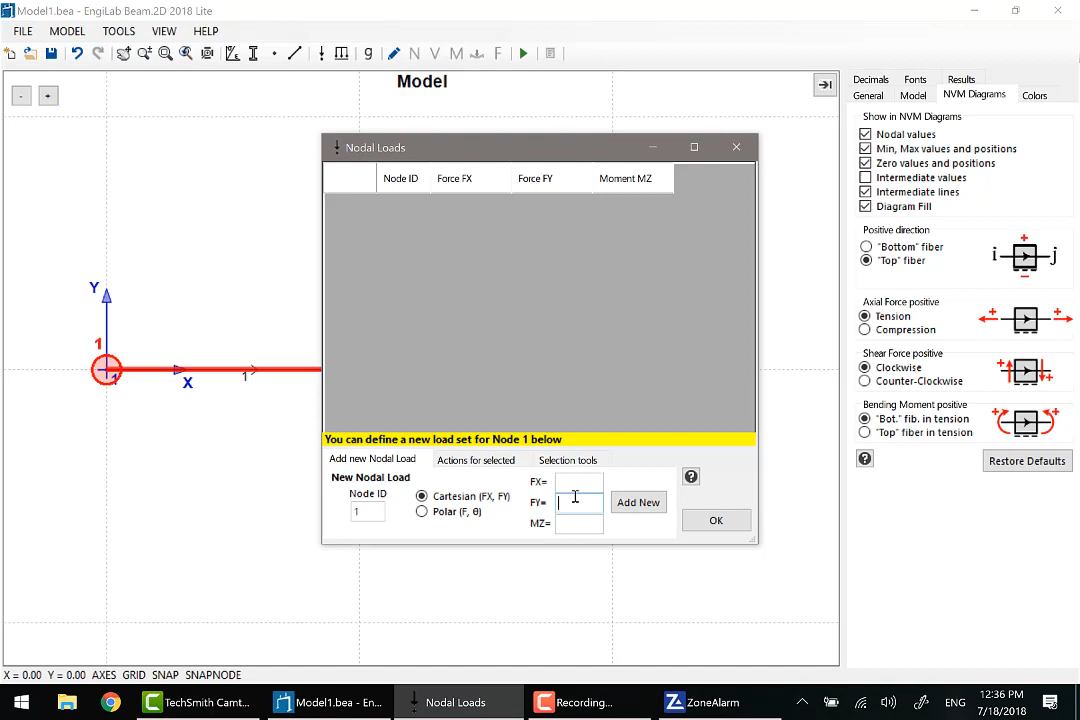 Model1.bea - EngiLab Beam.2D 2018 Lite
FILE MODEL TOOLS VIEW HELP
g N V M F
Model
- +
Decimals Fonts Results
General Model NVM Diagrams Colors
Show in NVM Diagrams
Nodal values
Min, Max values and positions
Zero values and positions
Intermediate values
Intermediate lines
Diagram Fill
Positive direction
"Bottom" fiber
"Top" fiber
i j
+
−
Axial Force positive
Tension
Compression
+ +
Shear Force positive
Clockwise
Counter-Clockwise
+ +
Bending Moment positive
"Bot." fib. in tension
"Top" fiber in tension
+ +
?
Restore Defaults
Nodal Loads
Node ID Force FX Force FY Moment MZ
You can define a new load set for Node 1 below
Add new Nodal Load Actions for selected Selection tools
New Nodal Load
Node ID
1
Cartesian (FX, FY)
Polar (F, θ)
FX=
FY=
MZ=
Add New
?
OK
Y
1
1
X
1
X = 0.00 Y = 0.00 AXES GRID SNAP SNAPNODE
TechSmith Camt... Model1.bea - En... Nodal Loads Recording... ZoneAlarm
ENG
12:36 PM
7/18/2018